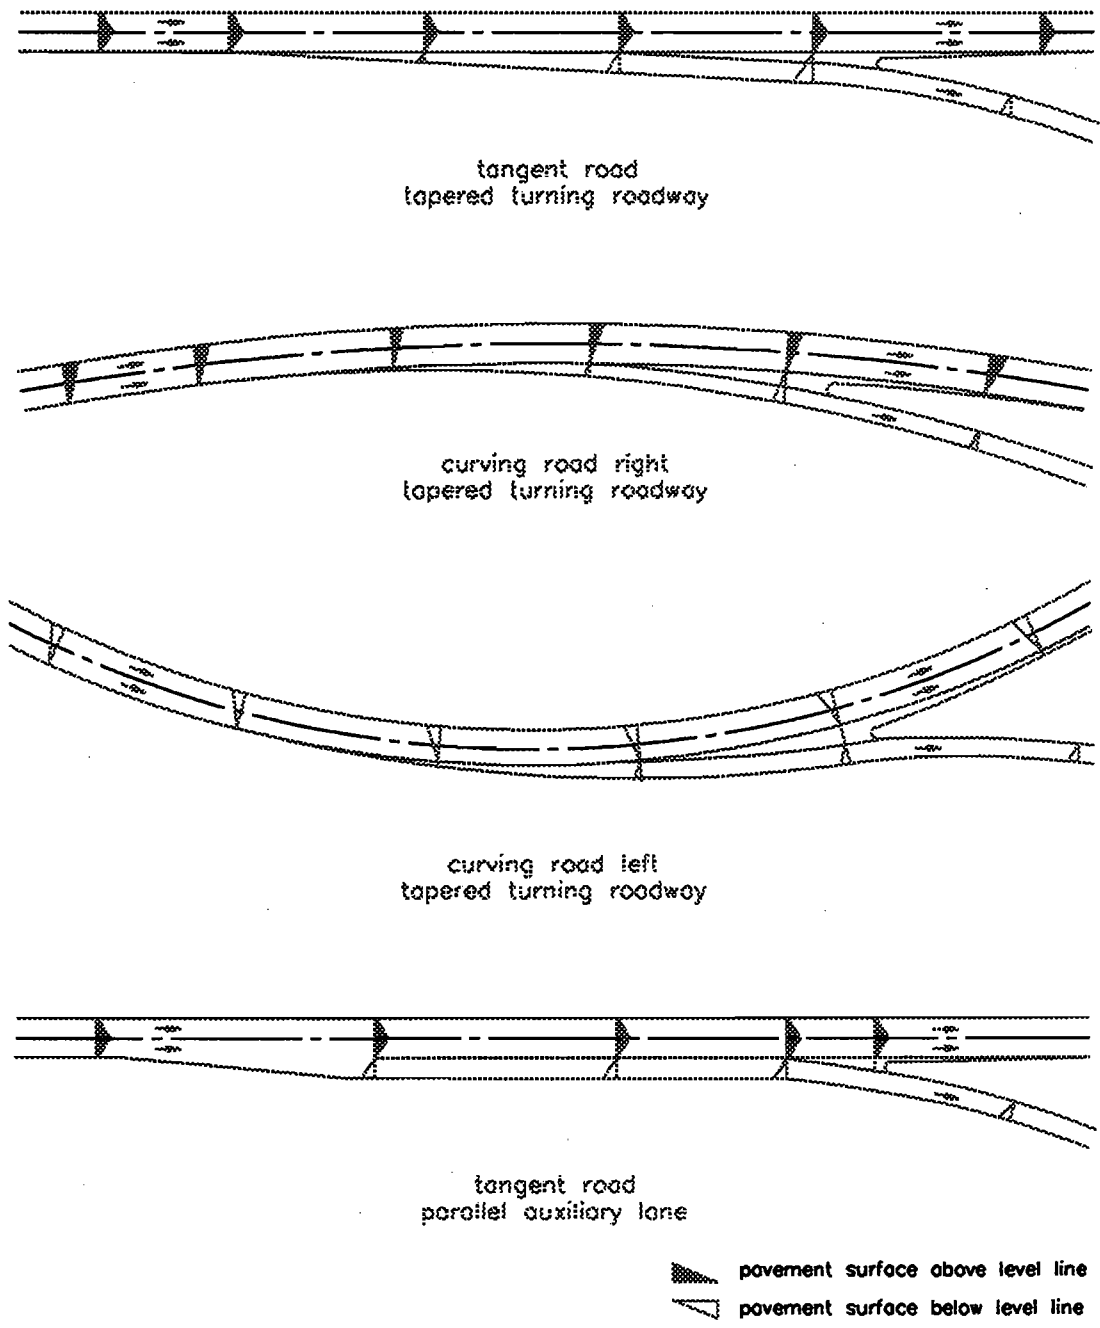 tangent road
tapered turning roadway
curving road right
tapered turning roadway
curving road left
tapered turning roadway
tangent road
parallel auxiliary lane
pavement surface above level line
pavement surface below level line